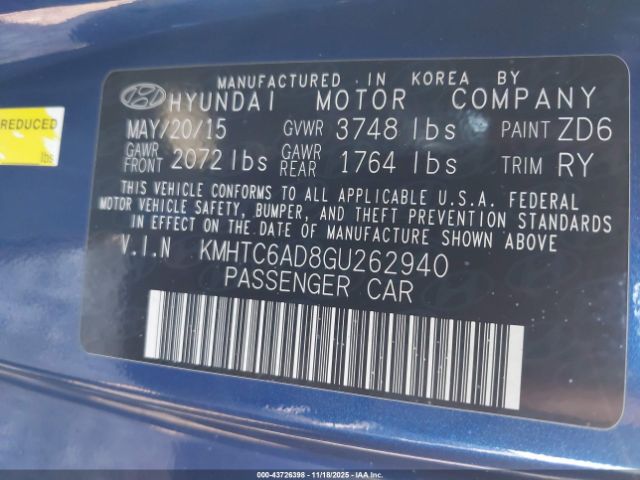 MANUFACTURED . IN KOREA BY
HYUNDAI MOTOR COMPANY
MAY/20/15 GVWR 3748 lbs PAINT ZD6
GAWR FRONT 2072 lbs GAWR REAR 1764 lbs TRIM RY
THIS VEHICLE CONFORMS TO ALL APPLICABLE U.S.A. FEDERAL
MOTOR VEHICLE SAFETY, BUMPER, AND THEFT PREVENTION STANDARDS
IN EFFECT ON THE DATE OF MANUFACTURE SHOWN ABOVE
V.I.N KMHTC6AD8GU262940
PASSENGER CAR
REDUCED
lbs
000-43726398 - 11/18/2025 - IAAI.COM